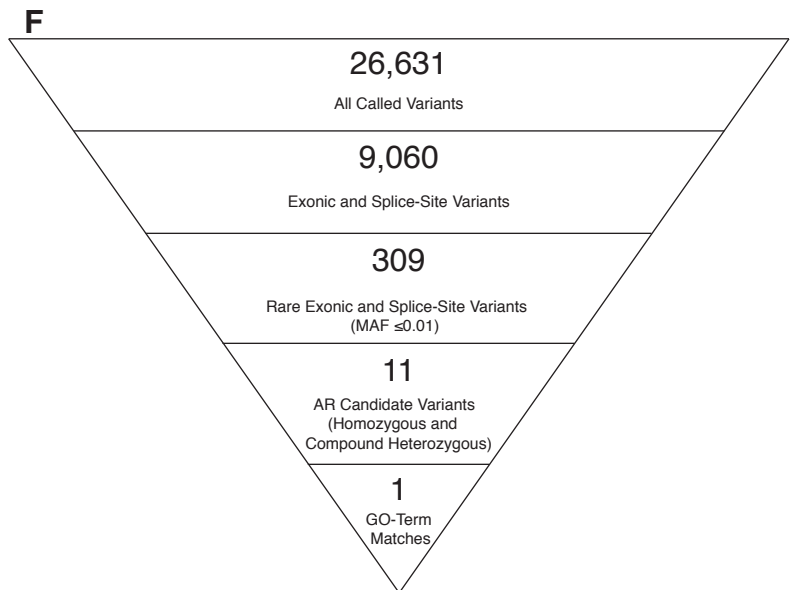 F
26,631
All Called Variants
9,060
Exonic and Splice-Site Variants
309
Rare Exonic and Splice-Site Variants
(MAF ≤0.01)
11
AR Candidate Variants
(Homozygous and
Compound Heterozygous)
1
GO-Term
Matches